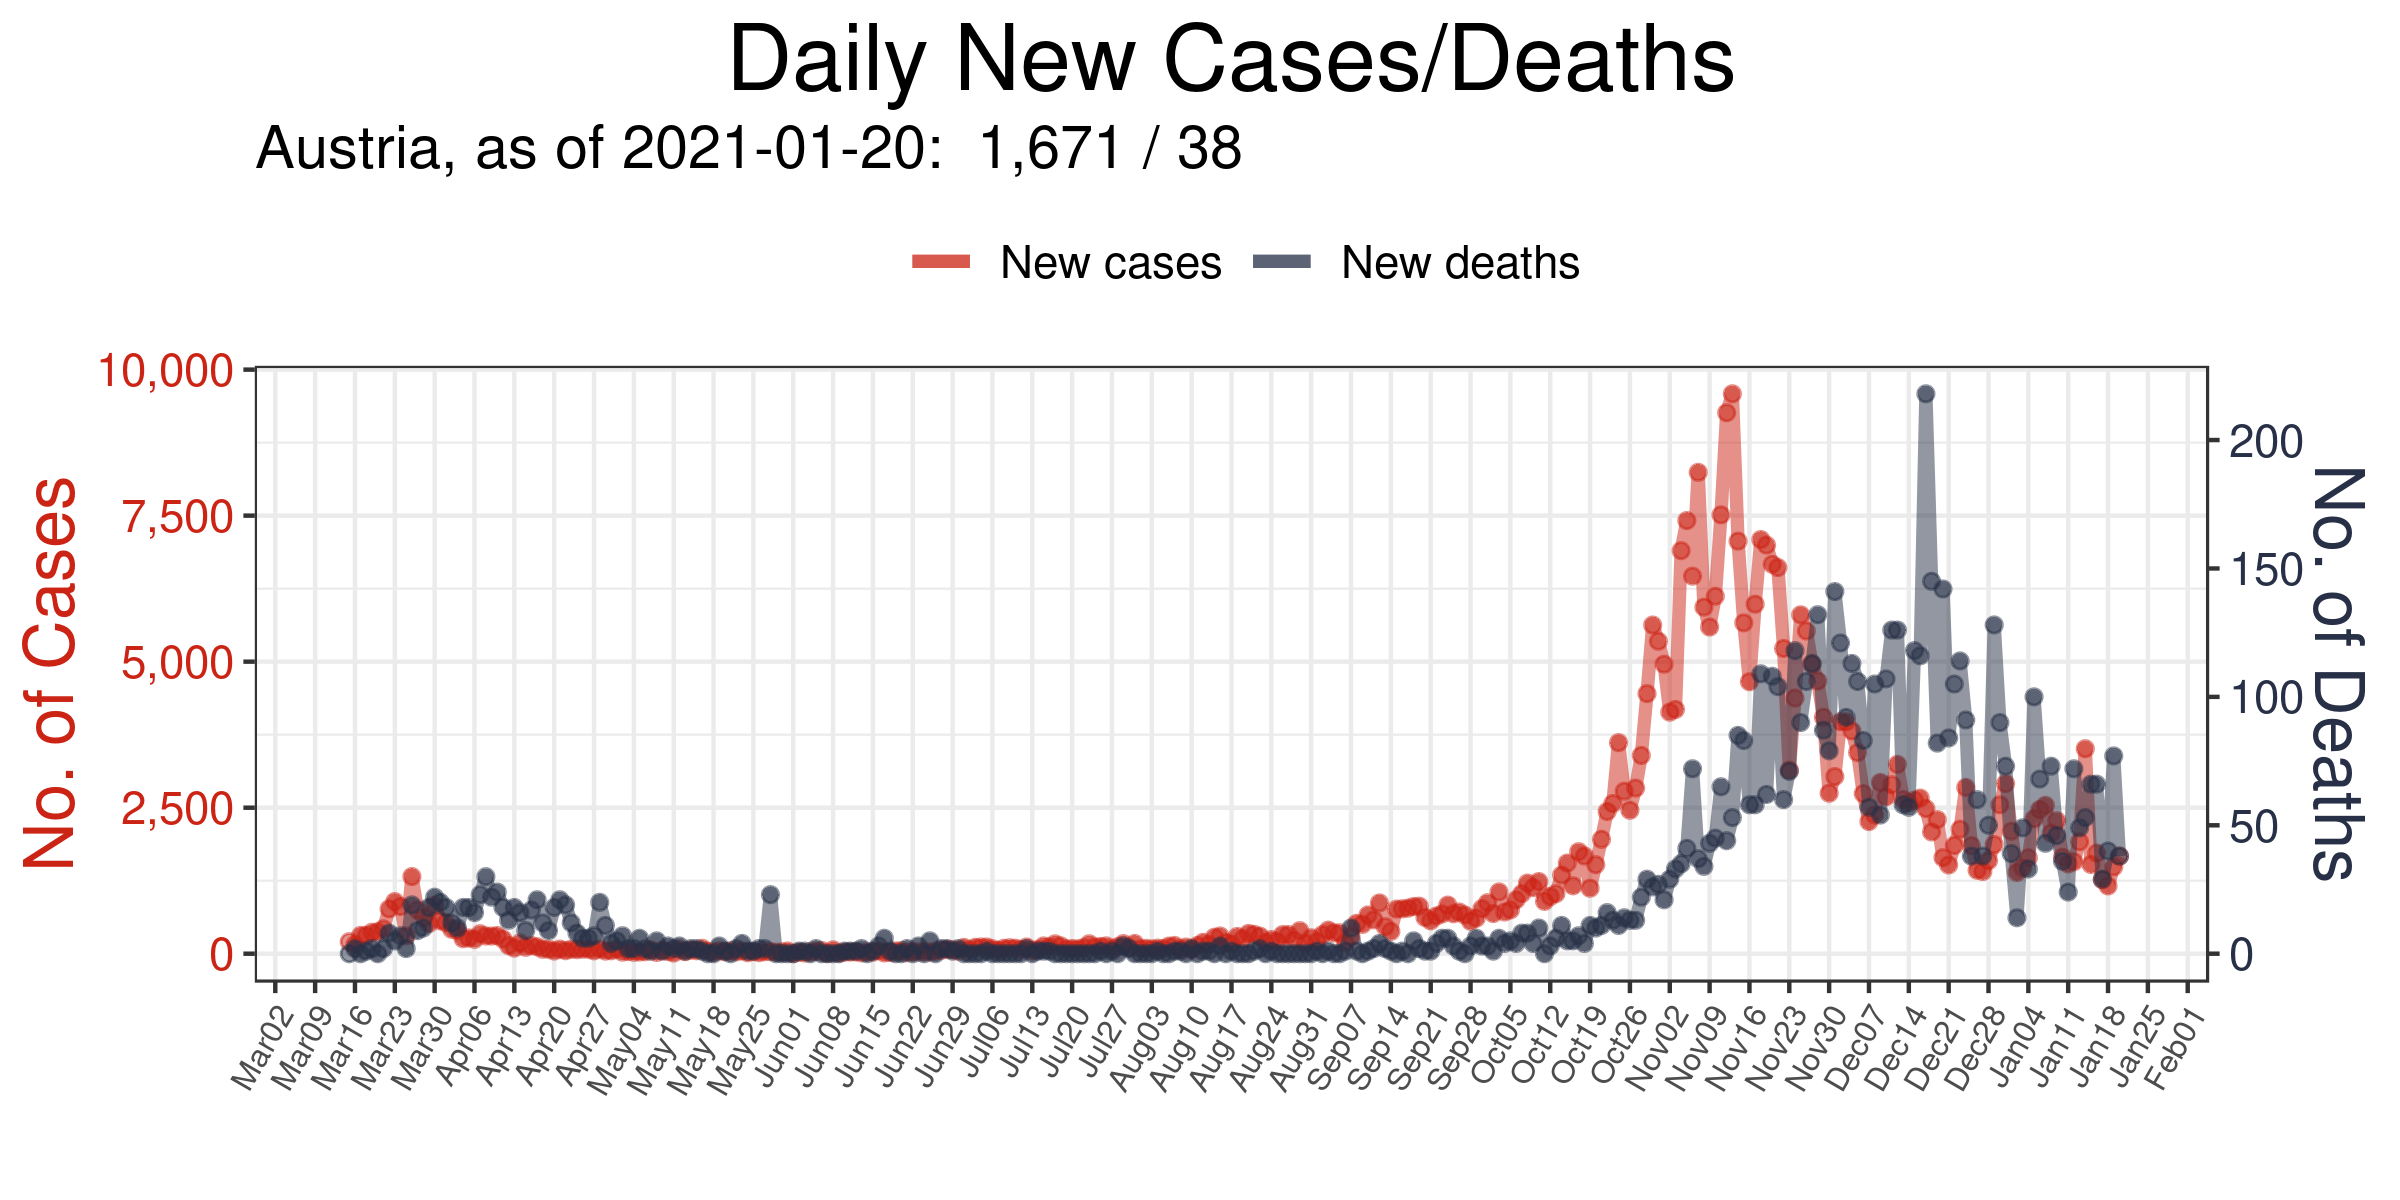 Daily New Cases/Deaths
Austria, as of 2021-01-20:  1,671 / 38
New cases
New deaths
No. of Cases
10,000
7,500
5,000
2,500
0
200
150
100
50
0
No. of Deaths
Mar02
Mar09
Mar16
Mar23
Mar30
Apr06
Apr13
Apr20
Apr27
May04
May11
May18
May25
Jun01
Jun08
Jun15
Jun22
Jun29
Jul06
Jul13
Jul20
Jul27
Aug03
Aug10
Aug17
Aug24
Aug31
Sep07
Sep14
Sep21
Sep28
Oct05
Oct12
Oct19
Oct26
Nov02
Nov09
Nov16
Nov23
Nov30
Dec07
Dec14
Dec21
Dec28
Jan04
Jan11
Jan18
Jan25
Feb01